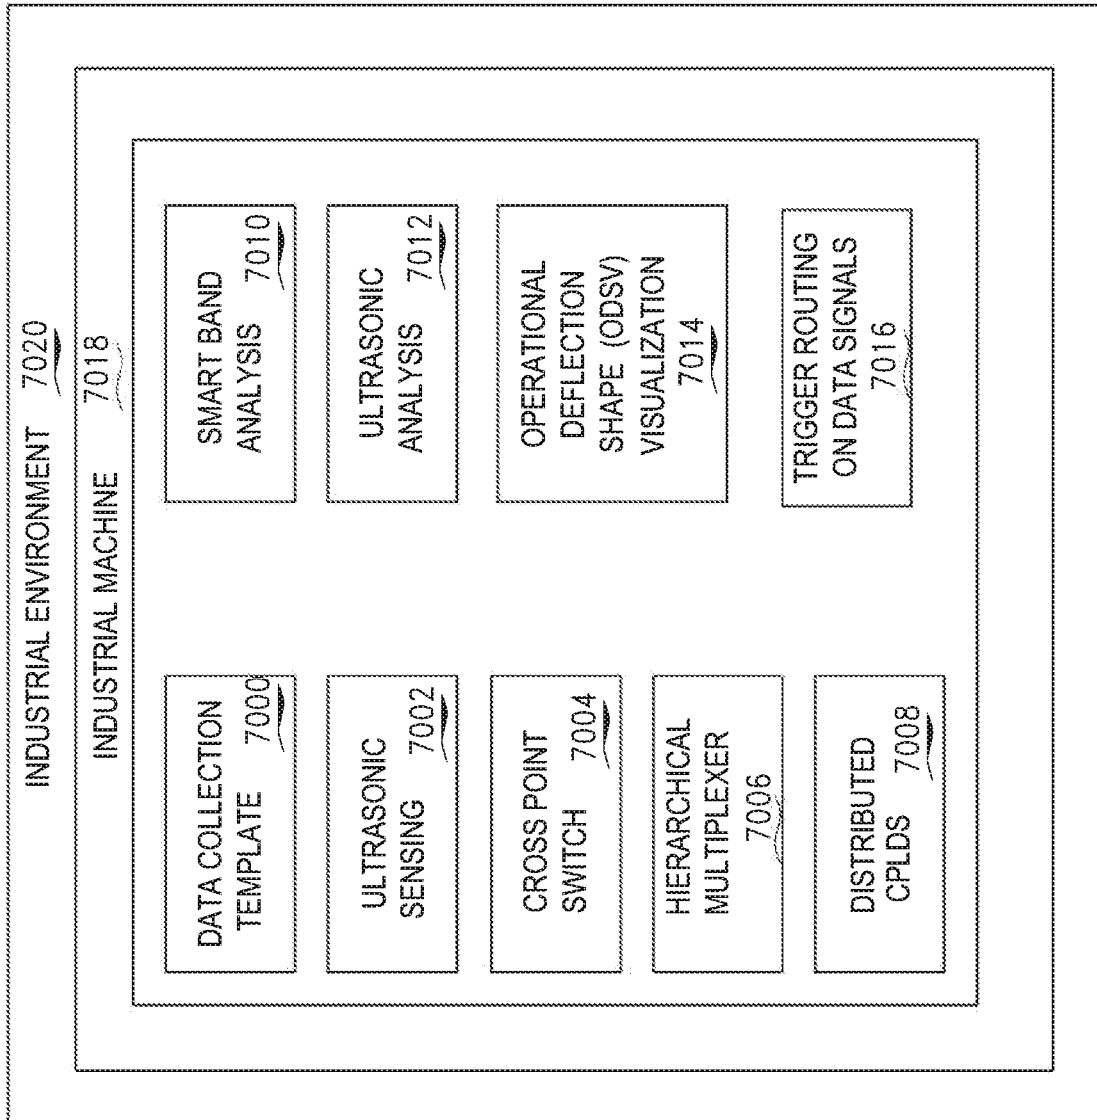 INDUSTRIAL ENVIRONMENT 7020
INDUSTRIAL MACHINE 7018
DATA COLLECTION
TEMPLATE 7000
ULTRASONIC
SENSING 7002
CROSS POINT
SWITCH 7004
HIERARCHICAL
MULTIPLEXER
7006
DISTRIBUTED
CPLDS 7008
SMART BAND
ANALYSIS 7010
ULTRASONIC
ANALYSIS 7012
OPERATIONAL
DEFLECTION
SHAPE (ODSV)
VISUALIZATION
7014
TRIGGER ROUTING
ON DATA SIGNALS
7016